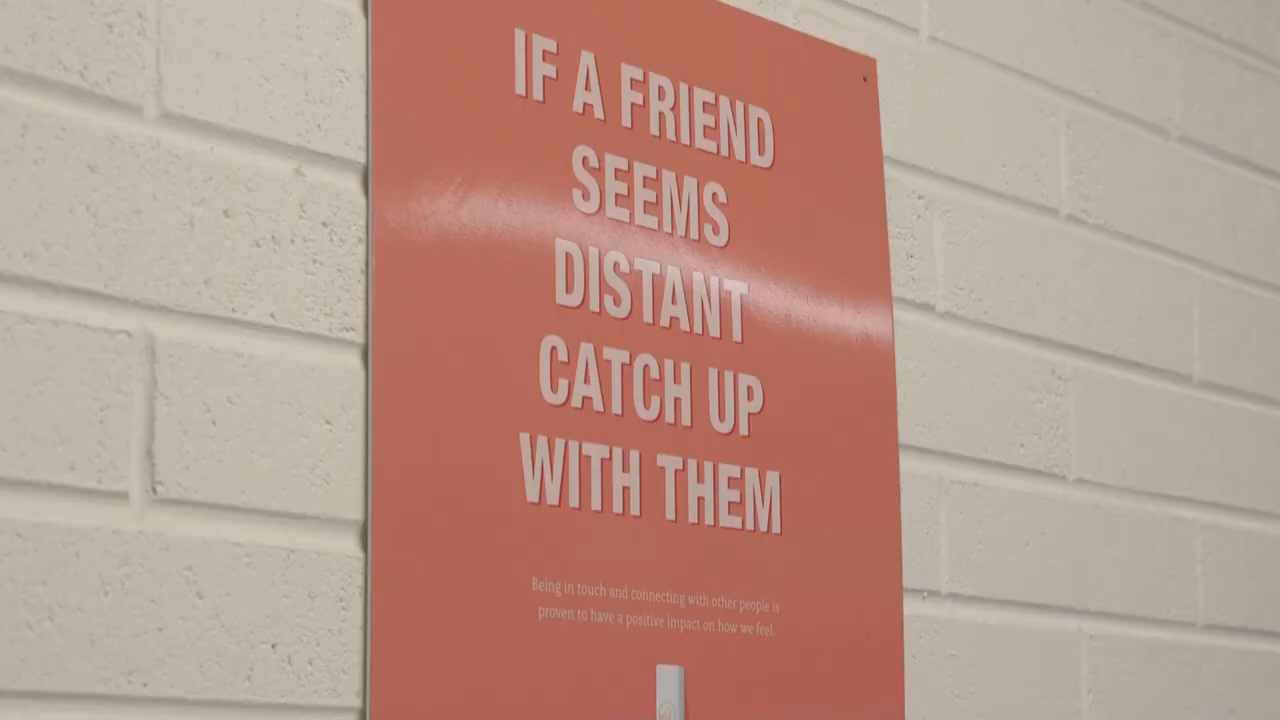 IF A FRIEND
SEEMS
DISTANT
CATCH UP
WITH THEM
Being in touch and connecting with other people is
proven to have a positive impact on how we feel.